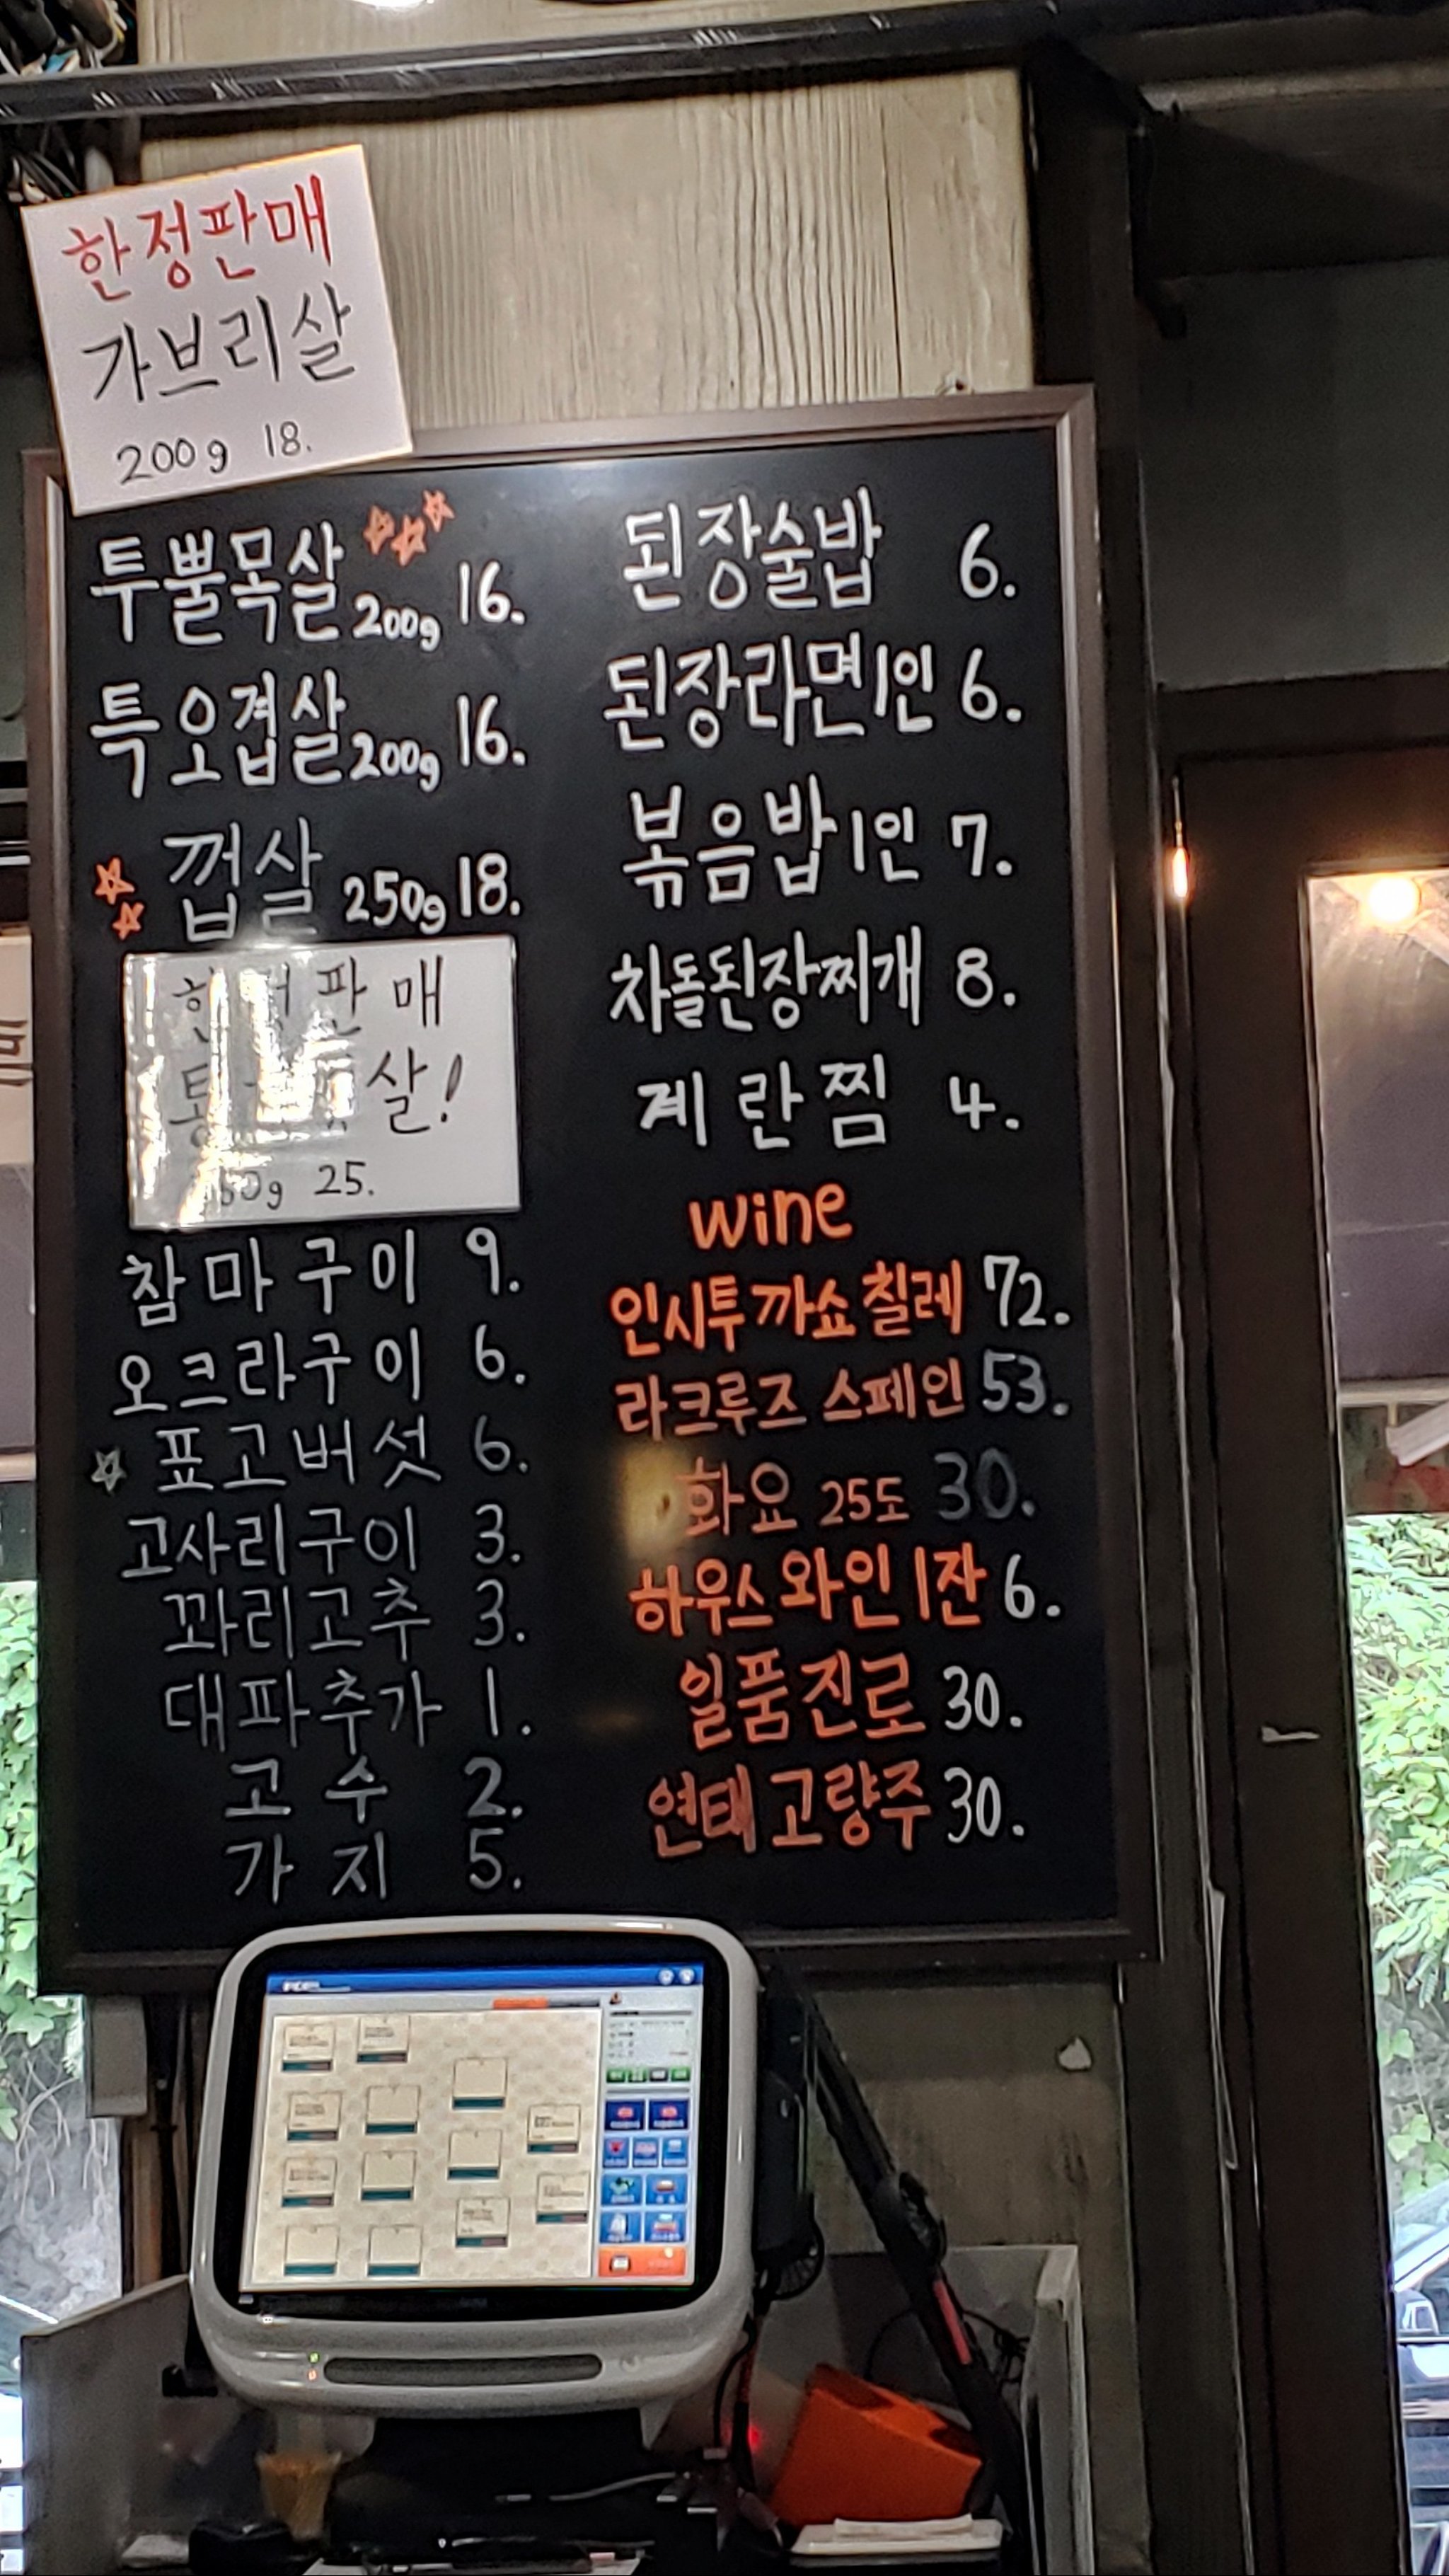 한정판매
가브리살
200g 18.
투뿔목살 200g 16.
특오겹살 200g 16.
껍살 250g 18.
판매
살!
25.
참마구이 9.
오크라구이 6.
표고버섯 6.
고사리구이 3.
꽈리고추 3.
대파추가 1.
고수 2.
가지 5.
된장술밥 6.
된장라면 1인 6.
볶음밥 1인 7.
차돌된장찌개 8.
계란찜 4.
wine
인시투 까쇼 칠레 72.
라크루즈 스페인 53.
화요 25도 30.
하우스 와인 1잔 6.
일품진로 30.
연태고량주 30.